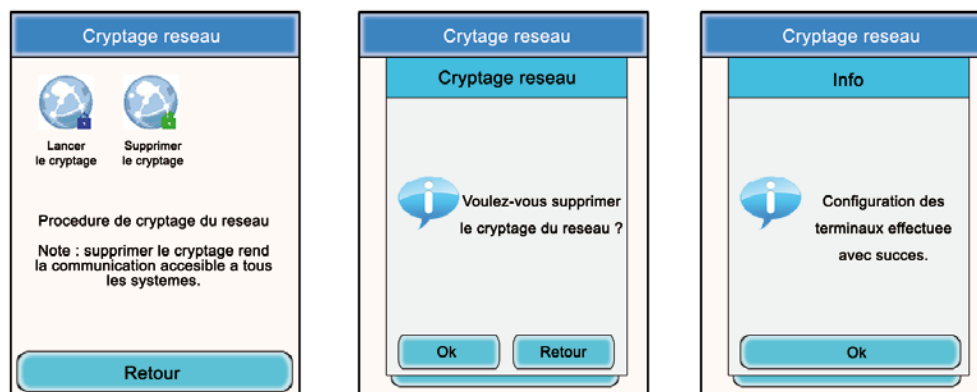 Cryptage reseau
Lancer
le cryptage
Supprimer
le cryptage
Procedure de cryptage du reseau
Note : supprimer le cryptage rend
la communication accesible a tous
les systemes.
Retour
Crytage reseau
Cryptage reseau
Voulez-vous supprimer
le cryptage du reseau ?
Ok
Retour
Cryptage reseau
Info
Configuration des
terminaux effectuee
avec succes.
Ok